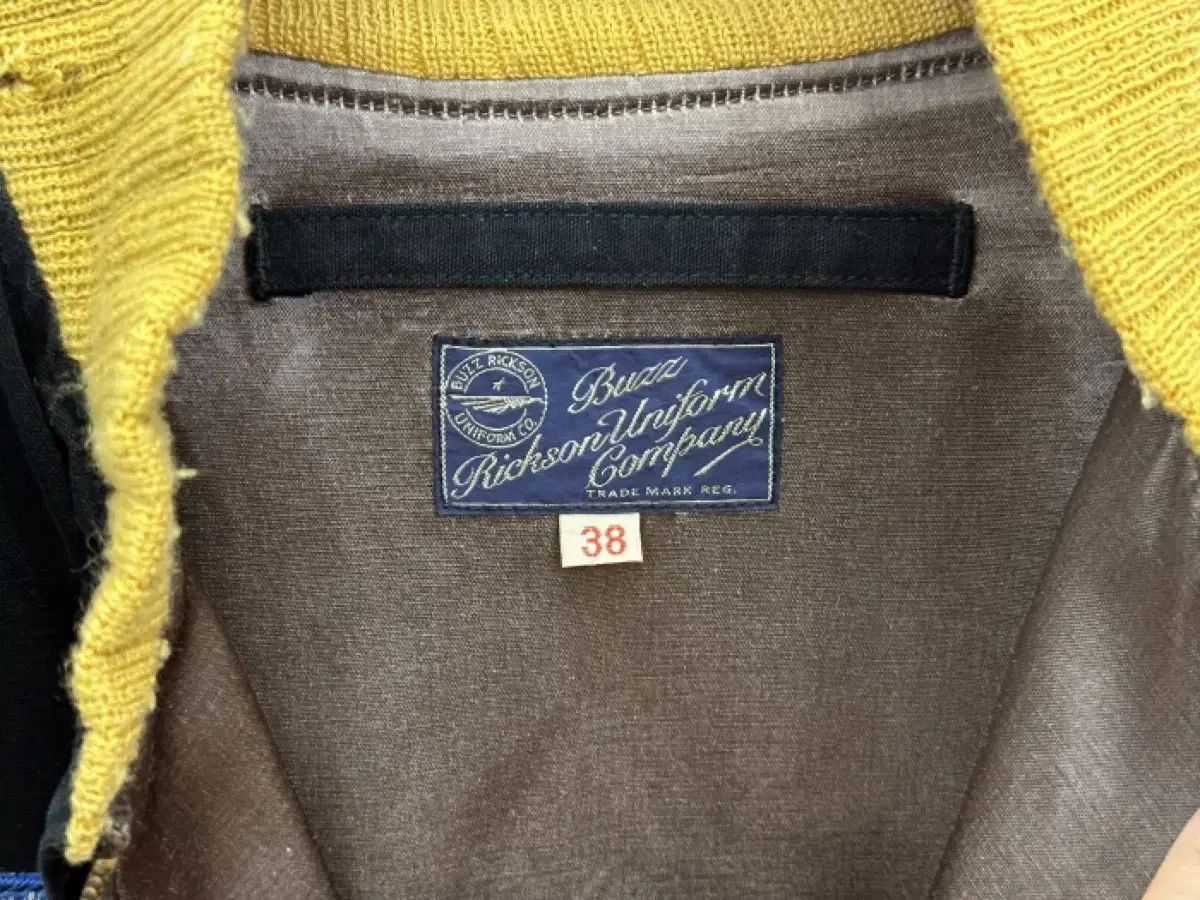 BUZZ RICKSON
UNIFORM CO.
Buzz
Rickson Uniform
Company
TRADE MARK REG.
38